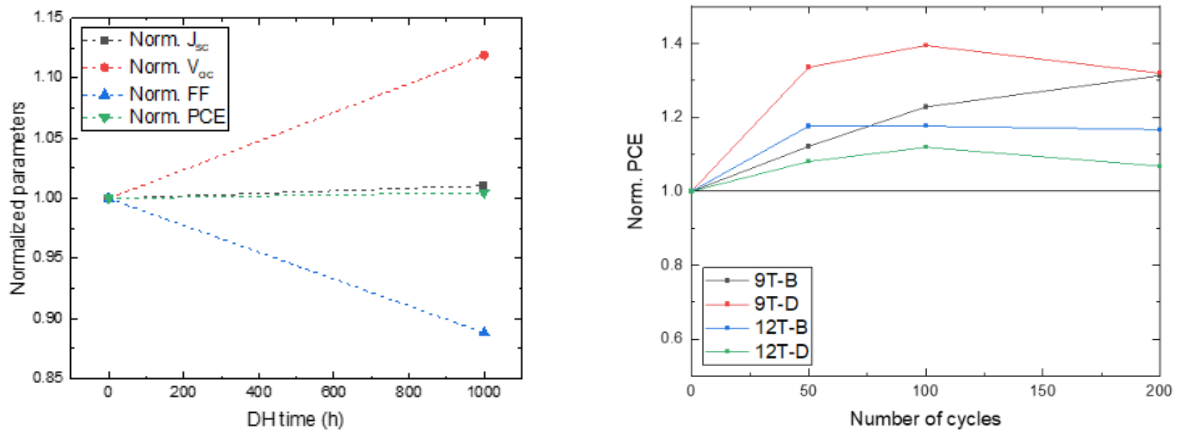 1.15
1.10
1.05
1.00
0.95
0.90
0.85
Normalized parameters
Norm. Jsc
Norm. Voc
Norm. FF
Norm. PCE
0 200 400 600 800 1000
DH time (h)
1.4
1.2
1.0
0.8
0.6
Norm. PCE
9T-B
9T-D
12T-B
12T-D
0 50 100 150 200
Number of cycles